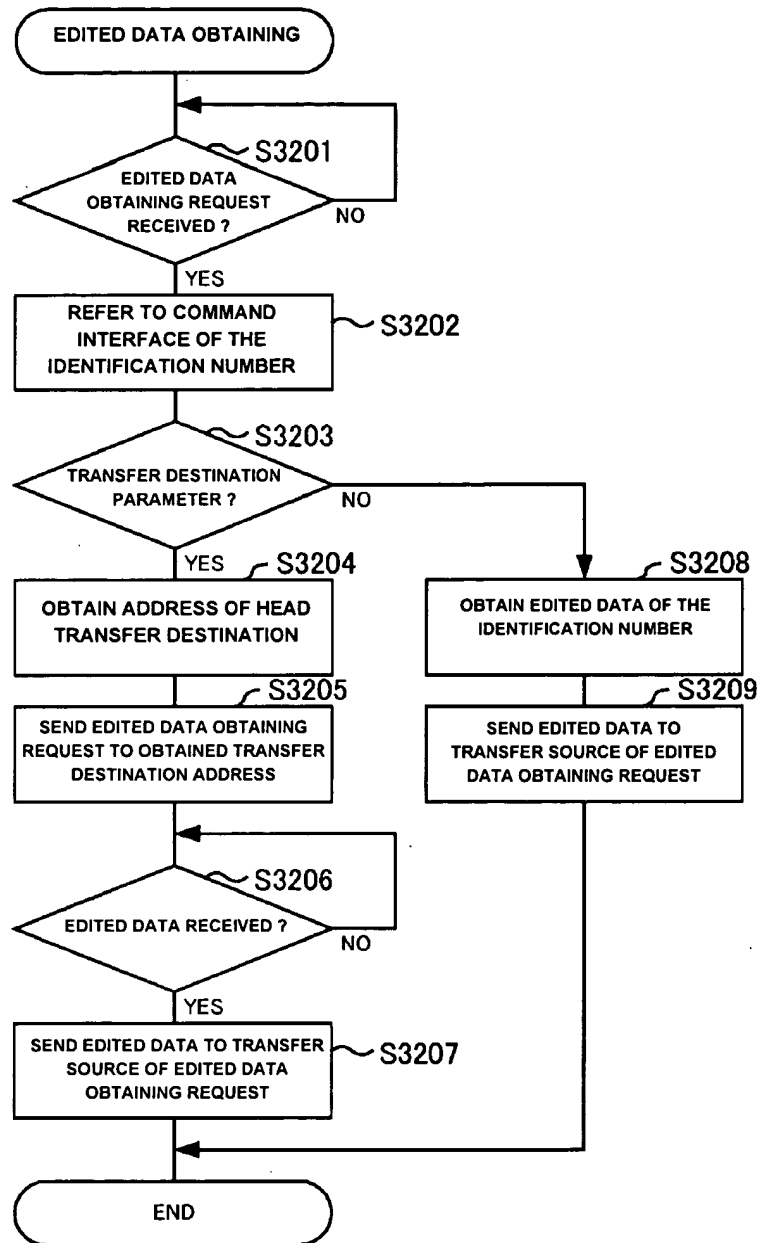 EDITED DATA OBTAINING
S3201
EDITED DATA
OBTAINING REQUEST
RECEIVED ?
NO
YES
REFER TO COMMAND
INTERFACE OF THE
IDENTIFICATION NUMBER
S3202
S3203
TRANSFER DESTINATION
PARAMETER ?
NO
YES
S3204
OBTAIN ADDRESS OF HEAD
TRANSFER DESTINATION
S3205
SEND EDITED DATA OBTAINING
REQUEST TO OBTAINED TRANSFER
DESTINATION ADDRESS
S3206
EDITED DATA RECEIVED ?
NO
YES
SEND EDITED DATA TO TRANSFER
SOURCE OF EDITED DATA
OBTAINING REQUEST
S3207
S3208
OBTAIN EDITED DATA OF THE
IDENTIFICATION NUMBER
S3209
SEND EDITED DATA TO
TRANSFER SOURCE OF EDITED
DATA OBTAINING REQUEST
END